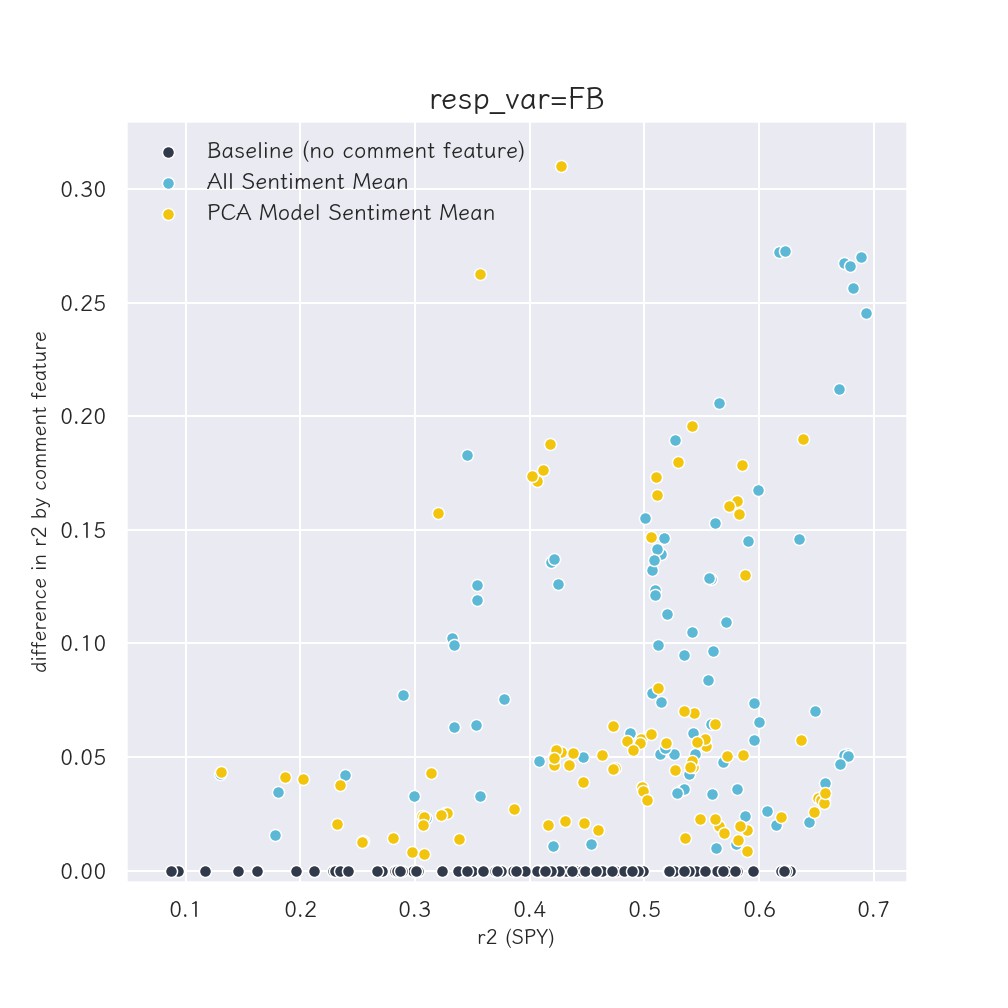 resp_var=FB
Baseline (no comment feature)
All Sentiment Mean
PCA Model Sentiment Mean
difference in r2 by comment feature
0.30
0.25
0.20
0.15
0.10
0.05
0.00
0.1 0.2 0.3 0.4 0.5 0.6 0.7
r2 (SPY)